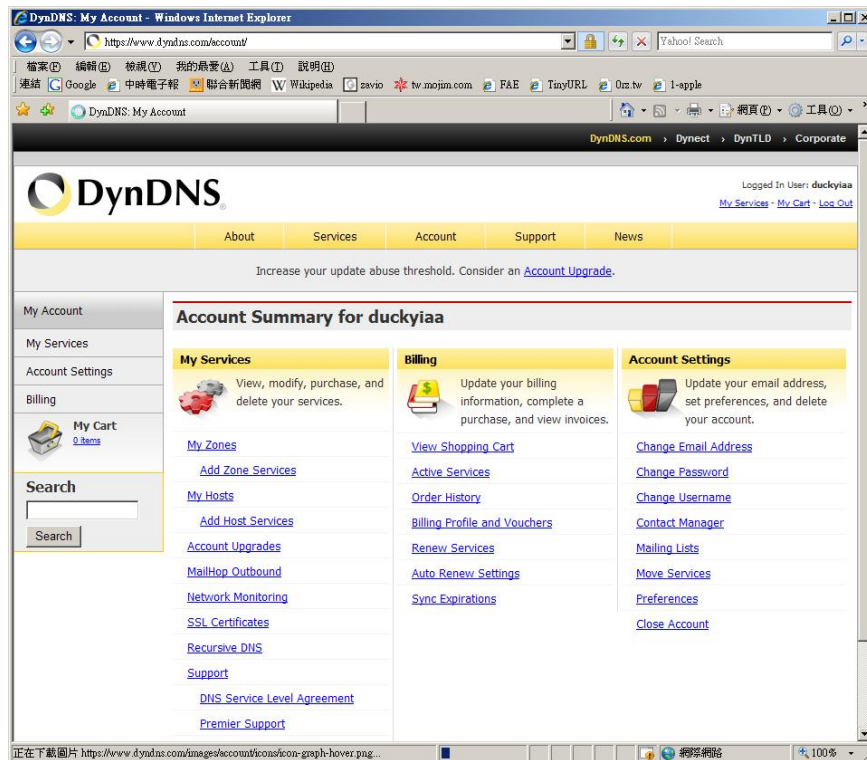 DynDNS: My Account - Windows Internet Explorer
https://www.dyndns.com/account/
Yahoo! Search
檔案(F) 編輯(E) 檢視(V) 我的最愛(A) 工具(T) 說明(H)
連結 Google 中時電子報 聯合新聞網 Wikipedia zavio tw.mojim.com FAE TinyURL 0rz.tw 1-apple
DynDNS: My Account
網頁(P) 工具(O)
DynDNS.com › Dynect › DynTLD › Corporate
DynDNS
Logged In User: duckyiaa
My Services - My Cart - Log Out
About Services Account Support News
Increase your update abuse threshold. Consider an Account Upgrade.
My Account
My Services
Account Settings
Billing
My Cart
0 items
Search
Search
Account Summary for duckyiaa
My Services
View, modify, purchase, and
delete your services.
My Zones
Add Zone Services
My Hosts
Add Host Services
Account Upgrades
MailHop Outbound
Network Monitoring
SSL Certificates
Recursive DNS
Support
DNS Service Level Agreement
Premier Support
Billing
Update your billing
information, complete a
purchase, and view invoices.
View Shopping Cart
Active Services
Order History
Billing Profile and Vouchers
Renew Services
Auto Renew Settings
Sync Expirations
Account Settings
Update your email address,
set preferences, and delete
your account.
Change Email Address
Change Password
Change Username
Contact Manager
Mailing Lists
Move Services
Preferences
Close Account
正在下載圖片 https://www.dyndns.com/images/account/icons/icon-graph-hover.png...
網際網路
100%